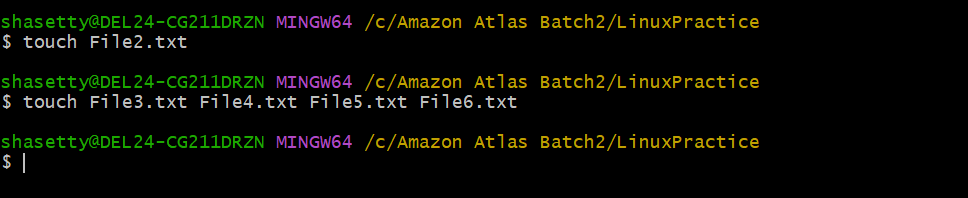 shasetty@DEL24-CG211DRZN MINGW64 /c/Amazon Atlas Batch2/LinuxPractice
$ touch File2.txt
shasetty@DEL24-CG211DRZN MINGW64 /c/Amazon Atlas Batch2/LinuxPractice
$ touch File3.txt File4.txt File5.txt File6.txt
shasetty@DEL24-CG211DRZN MINGW64 /c/Amazon Atlas Batch2/LinuxPractice
$